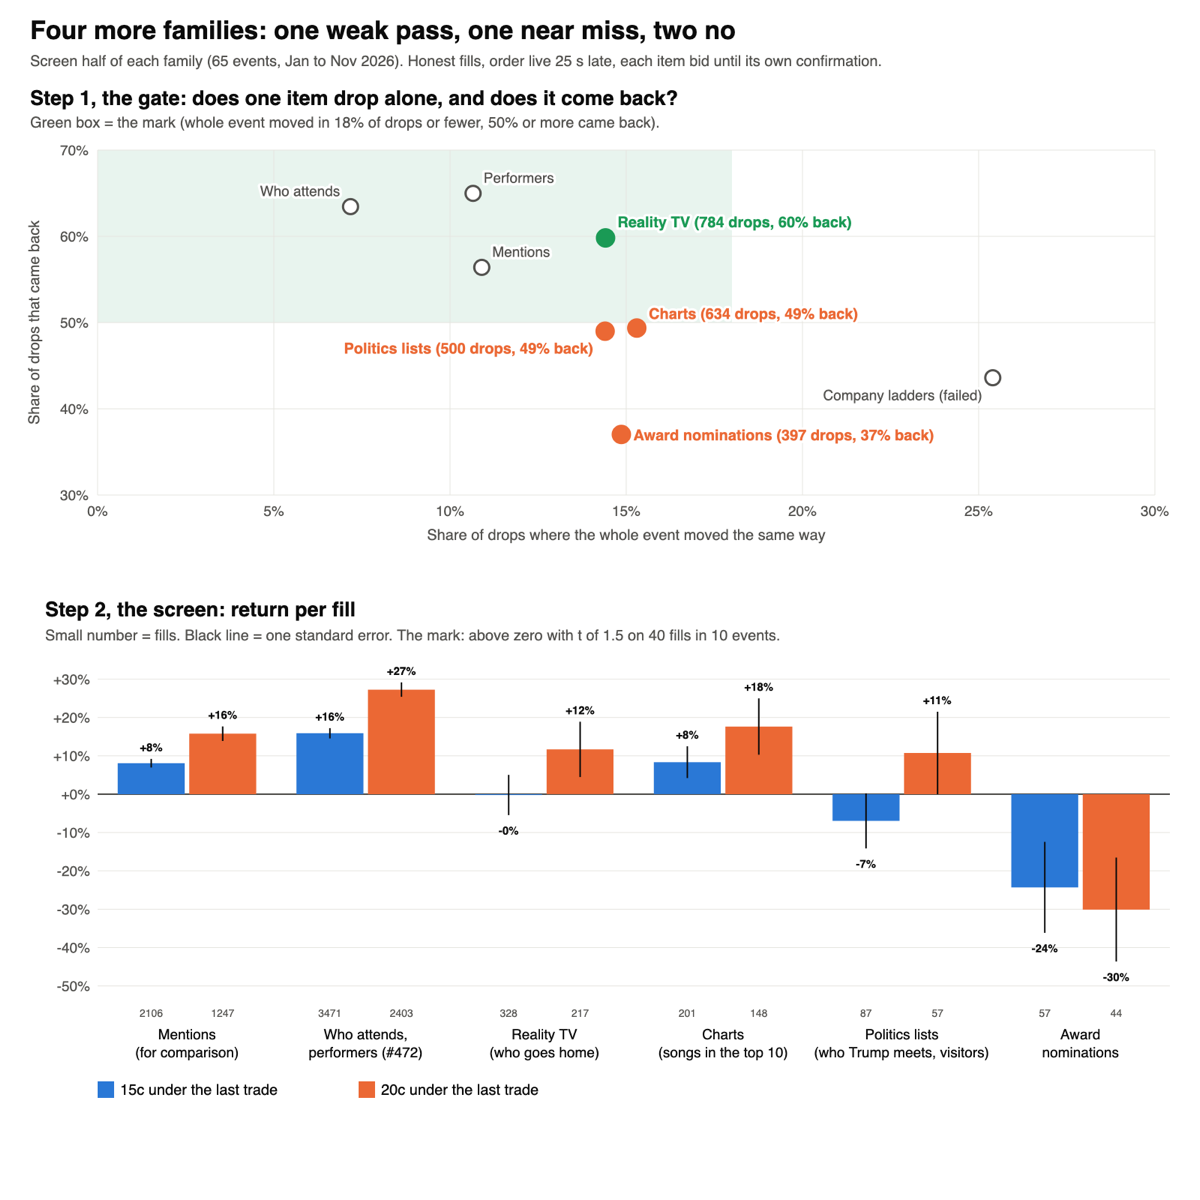 Four more families: one weak pass, one near miss, two no
Screen half of each family (65 events, Jan to Nov 2026). Honest fills, order live 25 s late, each item bid until its own confirmation.
Step 1, the gate: does one item drop alone, and does it come back?
Green box = the mark (whole event moved in 18% of drops or fewer, 50% or more came back).
70%
60%
50%
40%
30%
Share of drops that came back
Who attends
Performers
Reality TV (784 drops, 60% back)
Mentions
Charts (634 drops, 49% back)
Politics lists (500 drops, 49% back)
Company ladders (failed)
Award nominations (397 drops, 37% back)
0%
5%
10%
15%
20%
25%
30%
Share of drops where the whole event moved the same way
Step 2, the screen: return per fill
Small number = fills. Black line = one standard error. The mark: above zero with t of 1.5 on 40 fills in 10 events.
+30%
+20%
+10%
+0%
-10%
-20%
-30%
-40%
-50%
+8%
+16%
+16%
+27%
-0%
+12%
+8%
+18%
-7%
+11%
-24%
-30%
2106
1247
3471
2403
328
217
201
148
87
57
57
44
Mentions
(for comparison)
Who attends,
performers (#472)
Reality TV
(who goes home)
Charts
(songs in the top 10)
Politics lists
(who Trump meets, visitors)
Award
nominations
15c under the last trade
20c under the last trade